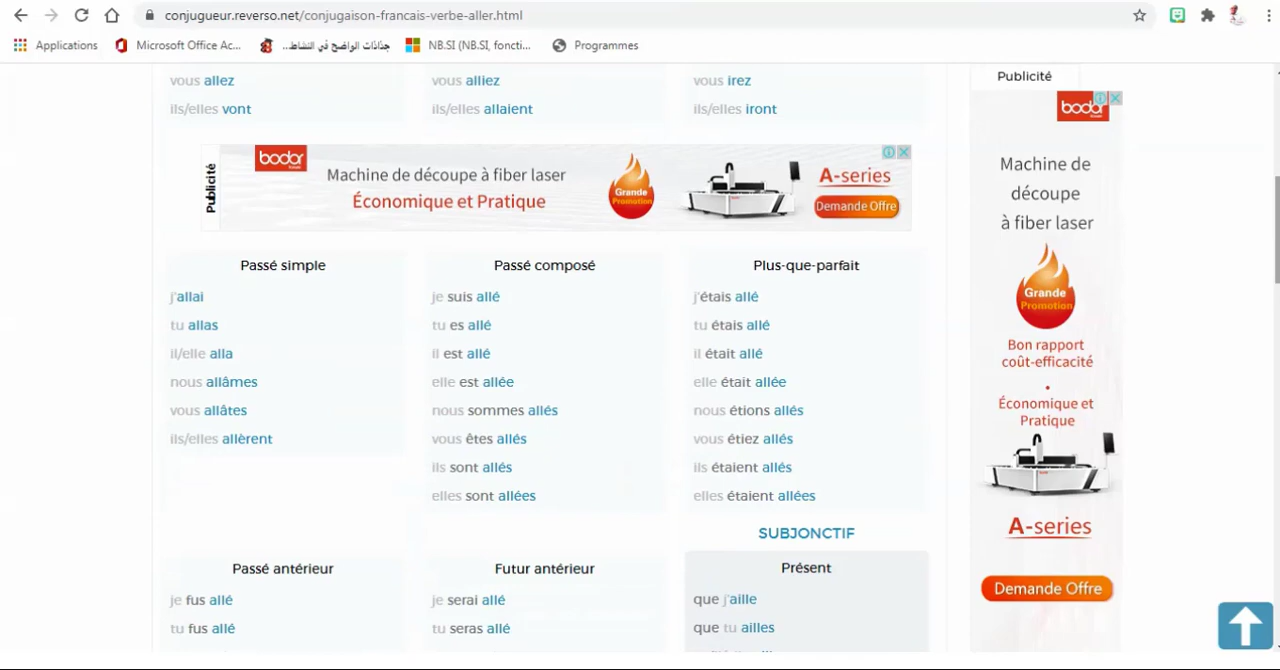 conjugueur.reverso.net/conjugaison-francais-verbe-aller.html
Applications
Microsoft Office Ac...
جذاذات الواضح في النشاط...
NB.SI (NB.SI, foncti...
Programmes
vous allez
vous alliez
vous irez
ils/elles vont
ils/elles allaient
ils/elles iront
Publicité
bodor
Machine de découpe à fiber laser
Économique et Pratique
Grande
Promotion
A-series
Demande Offre
Passé simple
j'allai
tu allas
il/elle alla
nous allâmes
vous allâtes
ils/elles allèrent
Passé composé
je suis allé
tu es allé
il est allé
elle est allée
nous sommes allés
vous êtes allés
ils sont allés
elles sont allées
Plus-que-parfait
j'étais allé
tu étais allé
il était allé
elle était allée
nous étions allés
vous étiez allés
ils étaient allés
elles étaient allées
Passé antérieur
je fus allé
tu fus allé
Futur antérieur
je serai allé
tu seras allé
SUBJONCTIF
Présent
que j'aille
que tu ailles
Publicité
bodor
Machine de
découpe
à fiber laser
Grande
Promotion
Bon rapport
coût-efficacité
•
Économique et
Pratique
A-series
Demande Offre